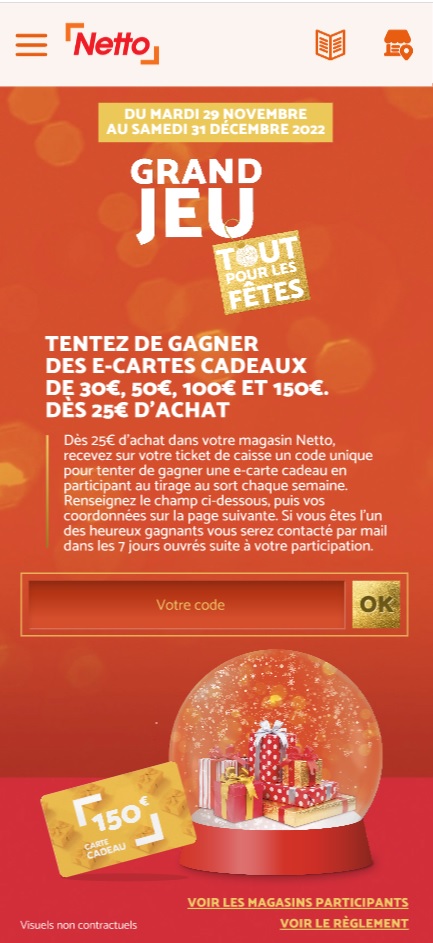 Netto
DU MARDI 29 NOVEMBRE
AU SAMEDI 31 DÉCEMBRE 2022
GRAND
JEU
TOUT
POUR LES
FÊTES
TENTEZ DE GAGNER
DES E-CARTES CADEAUX
DE 30€, 50€, 100€ ET 150€.
DÈS 25€ D'ACHAT
Dès 25€ d'achat dans votre magasin Netto,
recevez sur votre ticket de caisse un code unique
pour tenter de gagner une e-carte cadeau en
participant au tirage au sort chaque semaine.
Renseignez le champ ci-dessous, puis vos
coordonnées sur la page suivante. Si vous êtes l'un
des heureux gagnants vous serez contacté par mail
dans les 7 jours ouvrés suite à votre participation.
Votre code
OK
150€
CARTE
CADEAU
VOIR LES MAGASINS PARTICIPANTS
Visuels non contractuels
VOIR LE RÈGLEMENT